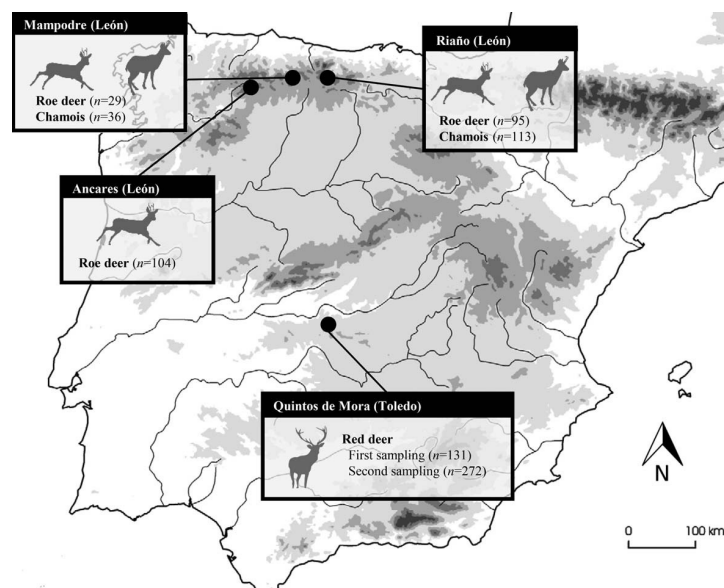 Mampodre (León)
Roe deer (n=29)
Chamois (n=36)
Riaño (León)
Roe deer (n=95)
Chamois (n=113)
Ancares (León)
Roe deer (n=104)
Quintos de Mora (Toledo)
Red deer
First sampling (n=131)
Second sampling (n=272)
N
0 100 km